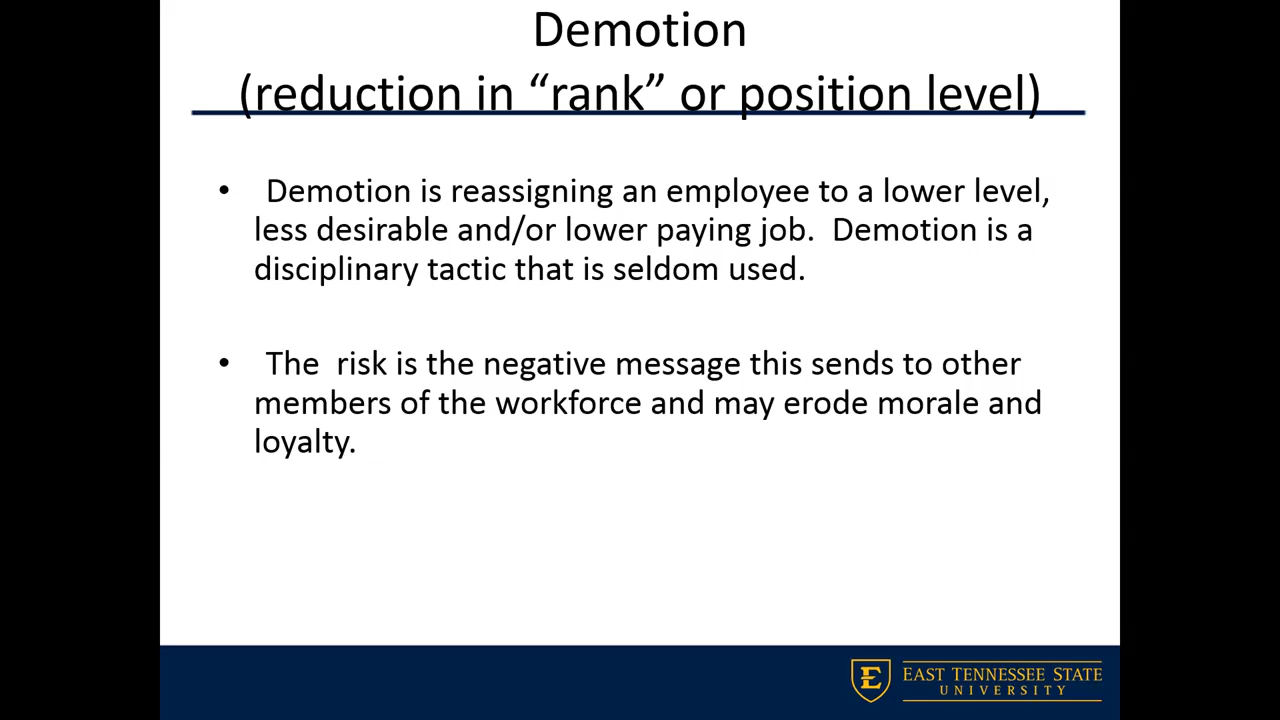 Demotion
(reduction in “rank” or position level)
• Demotion is reassigning an employee to a lower level,
less desirable and/or lower paying job.  Demotion is a
disciplinary tactic that is seldom used.
• The  risk is the negative message this sends to other
members of the workforce and may erode morale and
loyalty.
E
EAST TENNESSEE STATE
UNIVERSITY